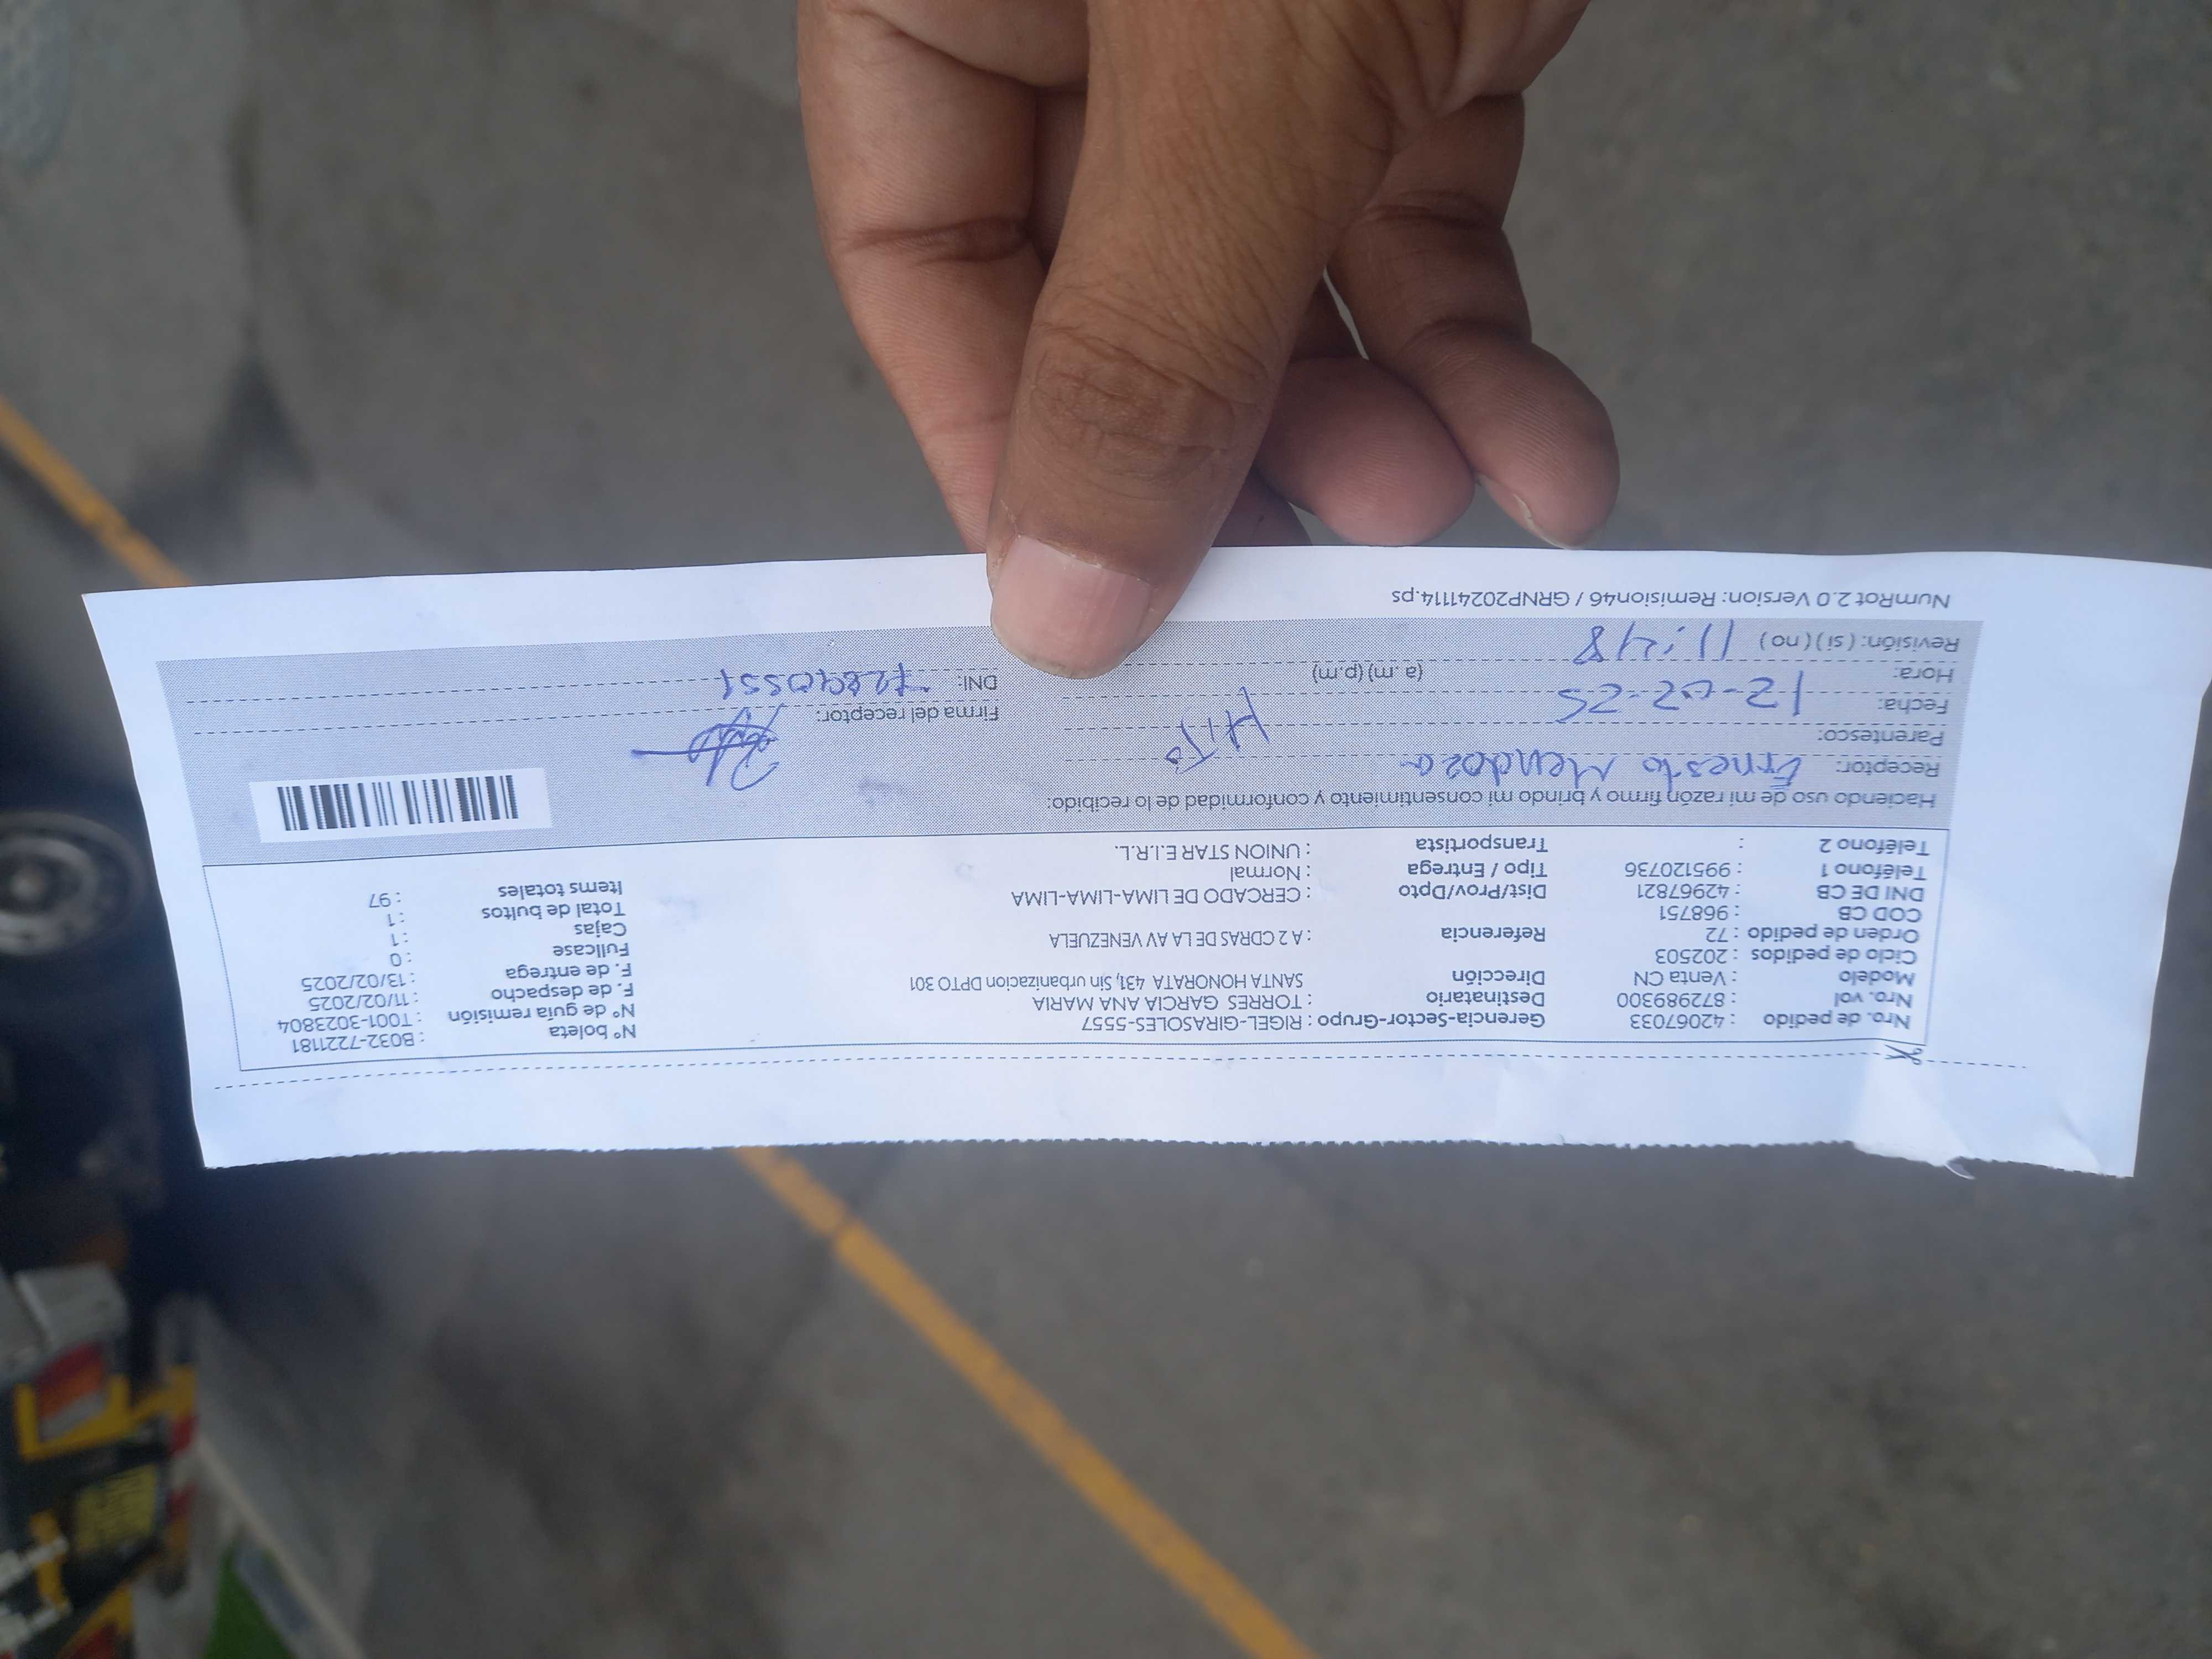 Nro. de pedido : 42067033 Gerencia-Sector-Grupo : RIGEL-GIRASOLES-5557 N° boleta : B032-7221181
Nro. vol : 872989300 Destinatario : TORRES GARCIA ANA MARIA N° de guía remisión : T001-3023804
Modelo : Venta CN Dirección SANTA HONORATA 431, Sin urbanizacion DPTO 301 F. de despacho : 11/02/2025
Ciclo de pedidos : 202503 F. de entrega : 13/02/2025
Orden de pedido : 72 Referencia : A 2 CDRAS DE LA AV VENEZUELA Fullcase : 0
COD CB : 968751 Cajas : 1
DNI DE CB : 42967821 Dist/Prov/Dpto : CERCADO DE LIMA-LIMA-LIMA Total de bultos : 1
Teléfono 1 : 995120736 Tipo / Entrega : Normal Items totales : 97
Teléfono 2 : Transportista : UNION STAR E.I.R.L.
Haciendo uso de mi razón firmo y brindo mi consentimiento y conformidad de lo recibido:
Receptor: Ernesto Mendoza
Parentesco: HiJo
Fecha: 12-02-25 Firma del receptor:
Hora: 11:48 (a.m) (p.m) DNI:
Revisión: ( si ) ( no )
NumRot 2.0 Version: Remision46 / GRNP20241114.ps